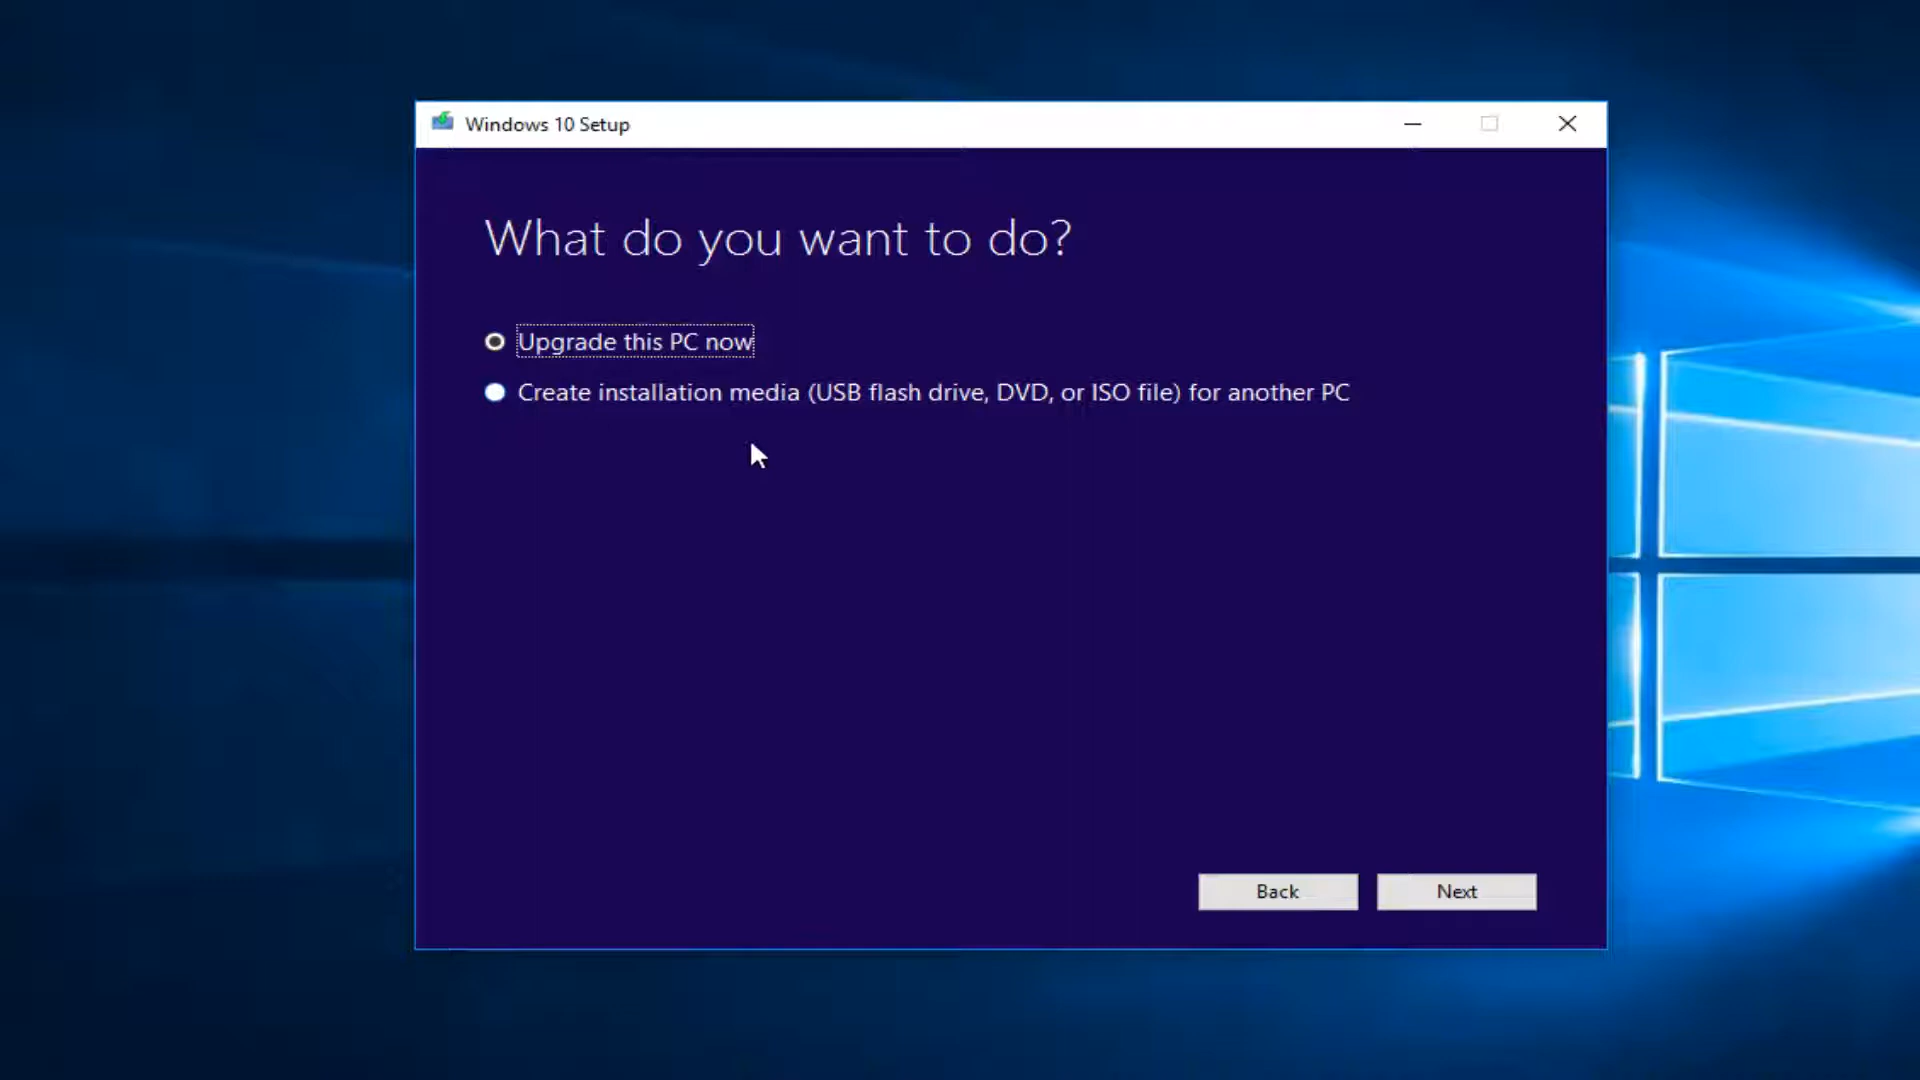 Windows 10 Setup
What do you want to do?
Upgrade this PC now
Create installation media (USB flash drive, DVD, or ISO file) for another PC
Back
Next